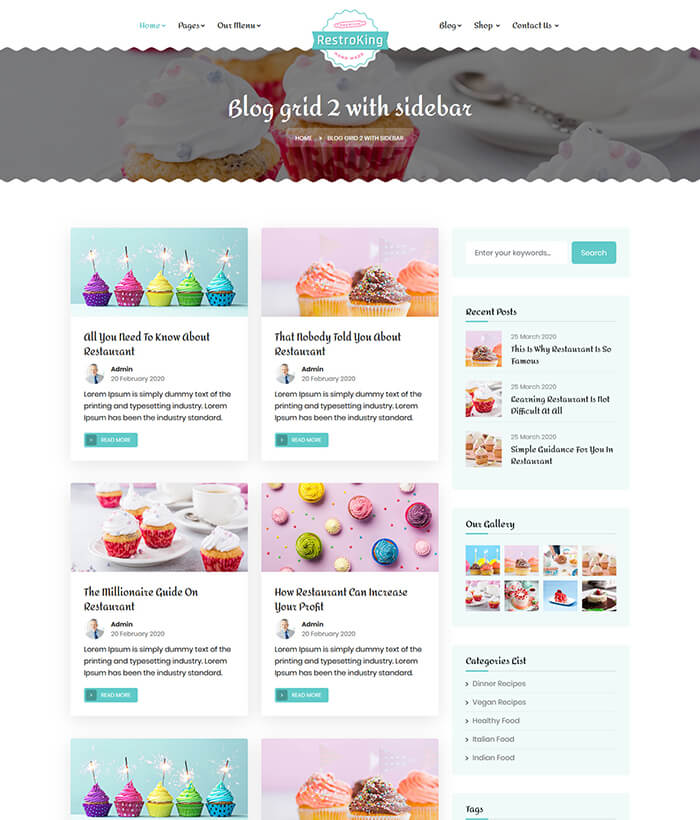 Home Pages Our Menu
RestroKing
Blog Shop Contact Us
Blog grid 2 with sidebar
HOME > BLOG GRID 2 WITH SIDEBAR
All You Need To Know About
Restaurant
Admin
20 February 2020
Lorem Ipsum is simply dummy text of the
printing and typesetting industry. Lorem
Ipsum has been the industry's standard.
> READ MORE
That Nobody Told You About
Restaurant
Admin
20 February 2020
Lorem Ipsum is simply dummy text of the
printing and typesetting industry. Lorem
Ipsum has been the industry's standard.
> READ MORE
The Millionaire Guide On
Restaurant
Admin
20 February 2020
Lorem Ipsum is simply dummy text of the
printing and typesetting industry. Lorem
Ipsum has been the industry's standard.
> READ MORE
How Restaurant Can Increase
Your Profit
Admin
20 February 2020
Lorem Ipsum is simply dummy text of the
printing and typesetting industry. Lorem
Ipsum has been the industry's standard.
> READ MORE
Enter your keywords...
Search
Recent Posts
25 March 2020
This Is Why Restaurant Is So
Famous
25 March 2020
Learning Restaurant Is Not
Difficult At All
25 March 2020
Simple Guidance For You In
Restaurant
Our Gallery
Categories List
> Dinner Recipes
> Vegan Recipes
> Healthy Food
> Italian Food
> Indian Food
Tags